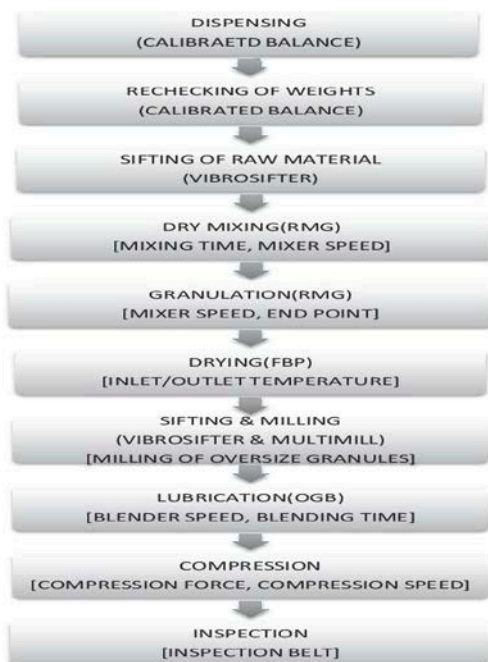 DISPENSING
(CALIBRAETD BALANCE)
RECHECKING OF WEIGHTS
(CALIBRATED BALANCE)
SIFTING OF RAW MATERIAL
(VIBROSIFTER)
DRY MIXING(RMG)
[MIXING TIME, MIXER SPEED]
GRANULATION(RMG)
[MIXER SPEED, END POINT]
DRYING(FBP)
[INLET/OUTLET TEMPERATURE]
SIFTING & MILLING
(VIBROSIFTER & MULTIMILL)
[MILLING OF OVERSIZE GRANULES]
LUBRICATION(OGB)
[BLENDER SPEED, BLENDING TIME]
COMPRESSION
[COMPRESSION FORCE, COMPRESSION SPEED]
INSPECTION
[INSPECTION BELT]